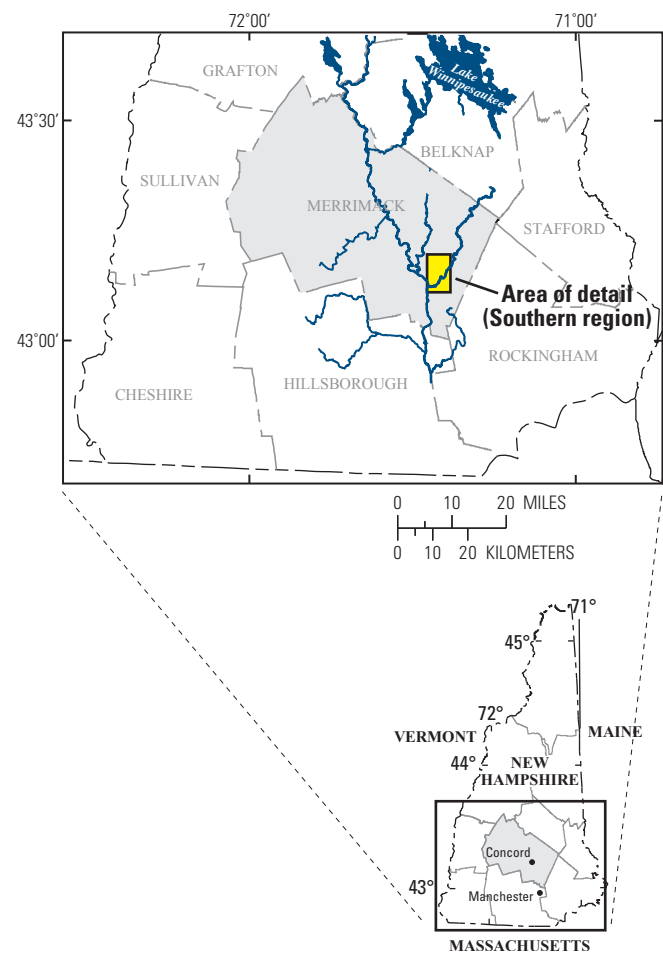 72°00′
71°00′
GRAFTON
Lake
Winnipesaukee
43°30′
BELKNAP
SULLIVAN
MERRIMACK
STAFFORD
Area of detail
(Southern region)
43°00′
ROCKINGHAM
HILLSBOROUGH
CHESHIRE
0 10 20 MILES
0 10 20 KILOMETERS
71°
45°
72°
VERMONT
MAINE
44°
NEW
HAMPSHIRE
Concord
43°
Manchester
MASSACHUSETTS